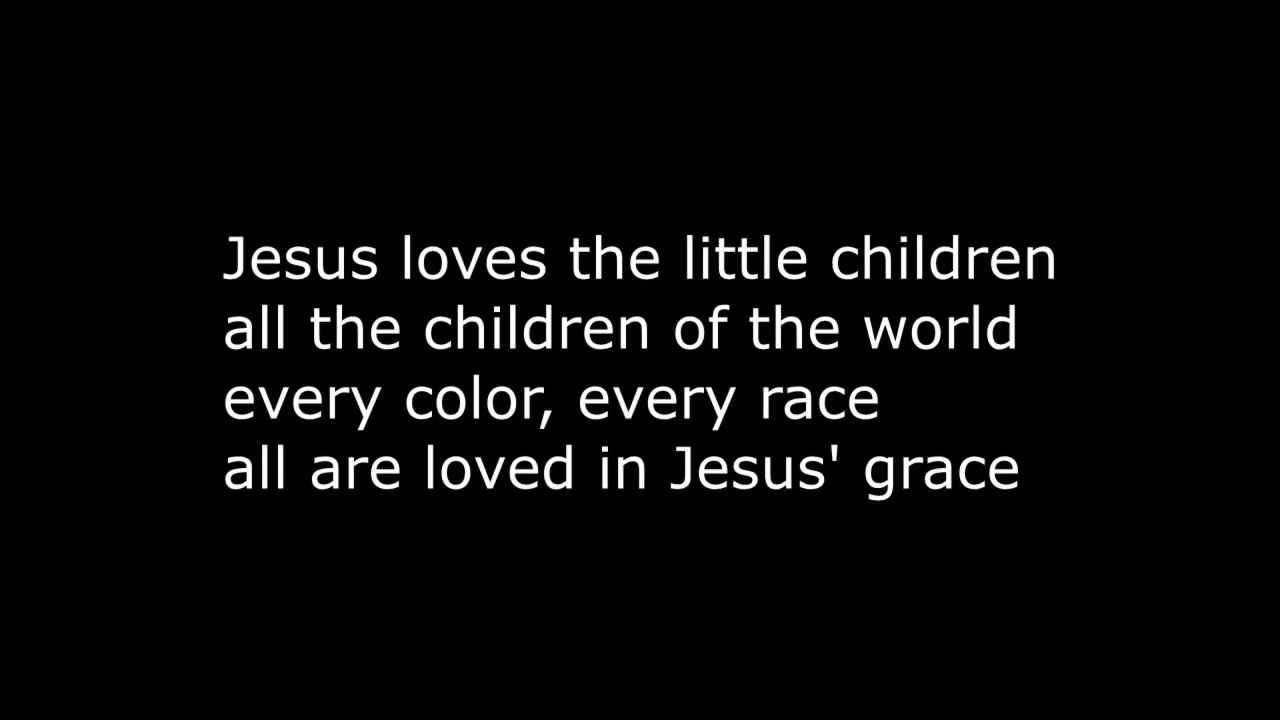 Jesus loves the little children
all the children of the world
every color, every race
all are loved in Jesus' grace